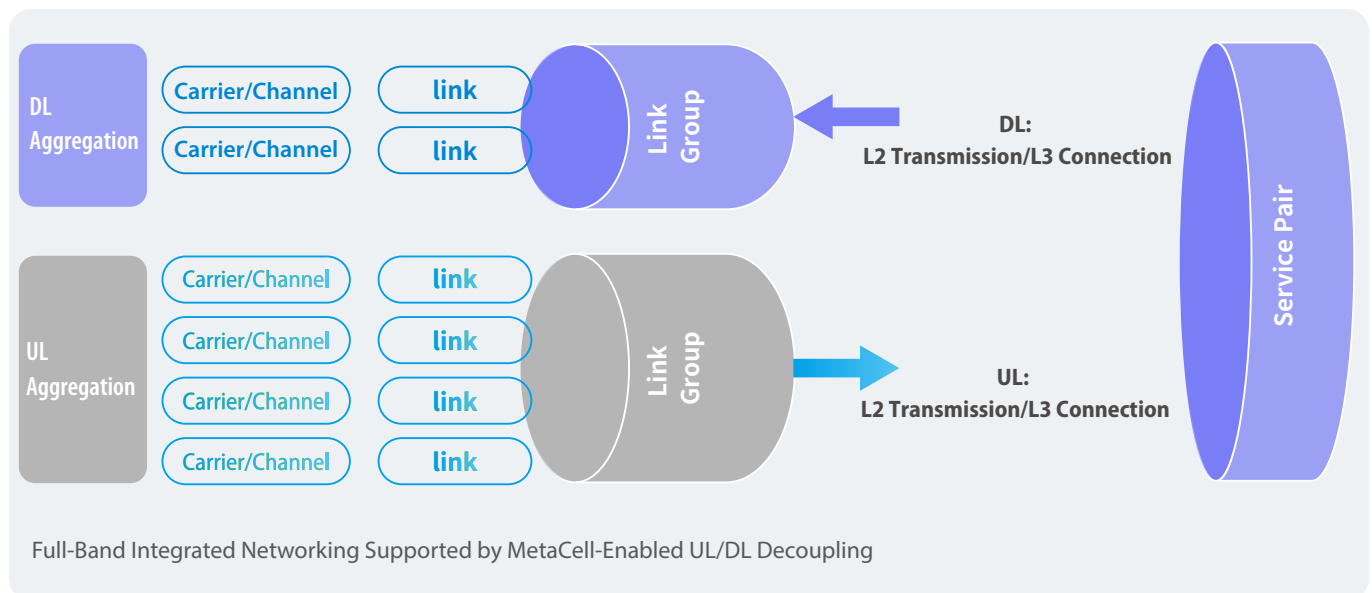 DL
Aggregation
Carrier/Channel
link
Carrier/Channel
link
Link
Group
DL:
L2 Transmission/L3 Connection
Service Pair
UL
Aggregation
Carrier/Channel
link
Carrier/Channel
link
Carrier/Channel
link
Carrier/Channel
link
Link
Group
UL:
L2 Transmission/L3 Connection
Full-Band Integrated Networking Supported by MetaCell-Enabled UL/DL Decoupling